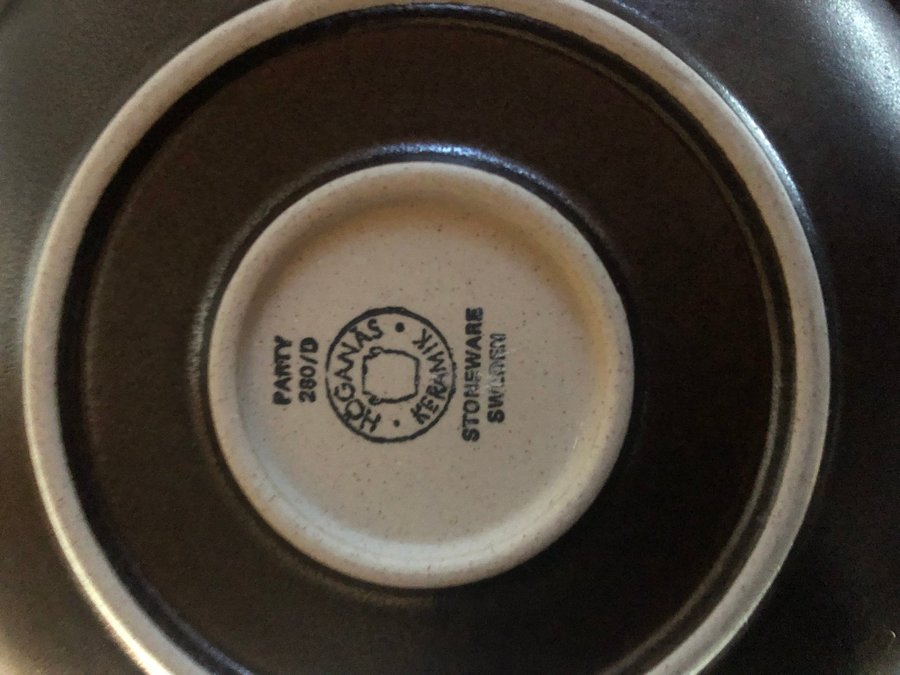 PARTY
280/D
HÖGANÄS
KERAMIK
STONEWARE
SWEDEN